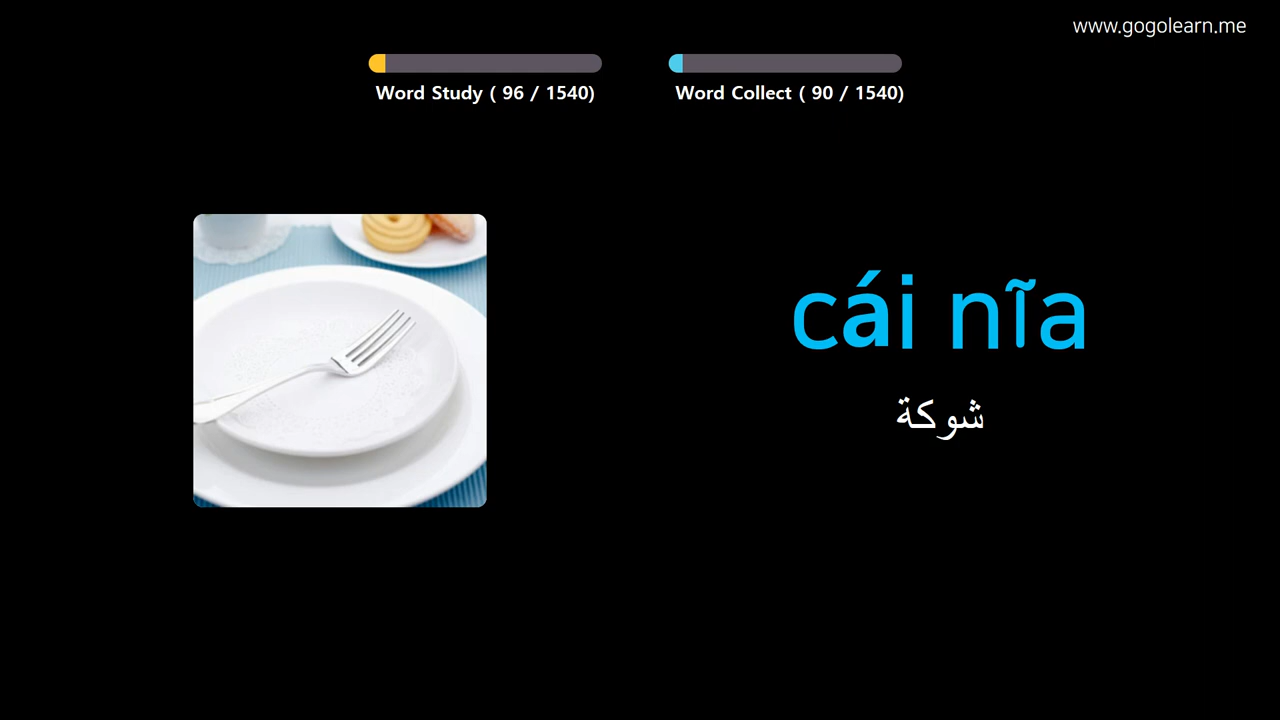 www.gogolearn.me
Word Study ( 96 / 1540)
Word Collect ( 90 / 1540)
cái nĩa
شوكة